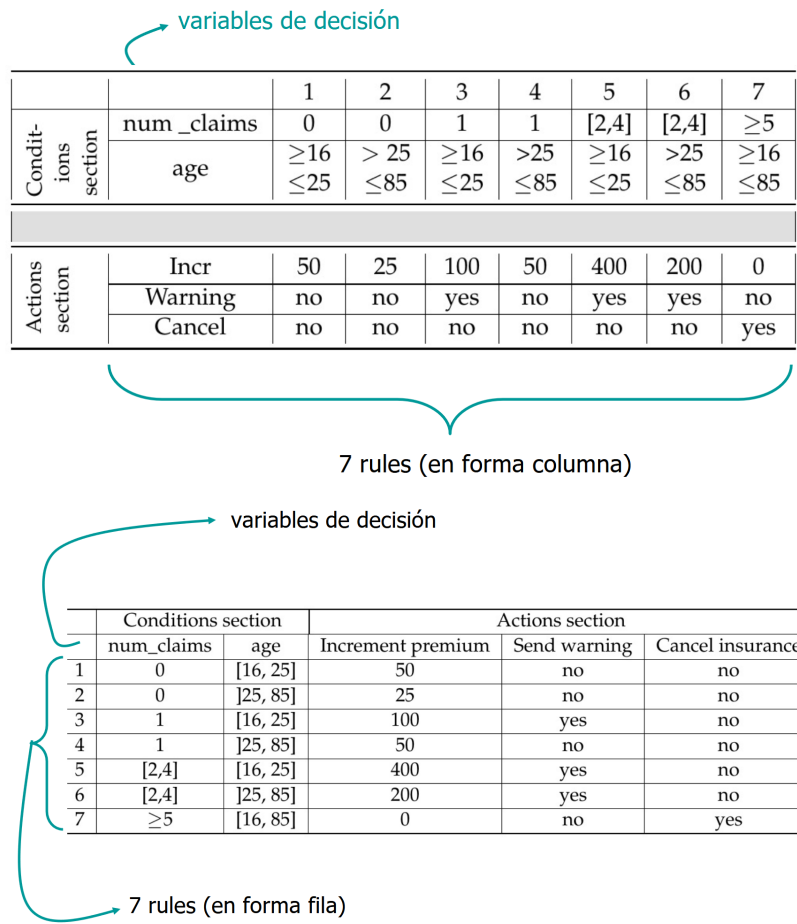 variables de decisión
1 2 3 4 5 6 7
Condit-
ions
section
num _claims 0 0 1 1 [2,4] [2,4] ≥5
age ≥16 > 25 ≥16 >25 ≥16 >25 ≥16
≤25 ≤85 ≤25 ≤85 ≤25 ≤85 ≤85
Actions
section
Incr 50 25 100 50 400 200 0
Warning no no yes no yes yes no
Cancel no no no no no no yes
7 rules (en forma columna)
variables de decisión
Conditions section Actions section
num_claims age Increment premium Send warning Cancel insurance
1 0 [16, 25] 50 no no
2 0 ]25, 85] 25 no no
3 1 [16, 25] 100 yes no
4 1 ]25, 85] 50 no no
5 [2,4] [16, 25] 400 yes no
6 [2,4] ]25, 85] 200 yes no
7 ≥5 [16, 85] 0 no yes
7 rules (en forma fila)